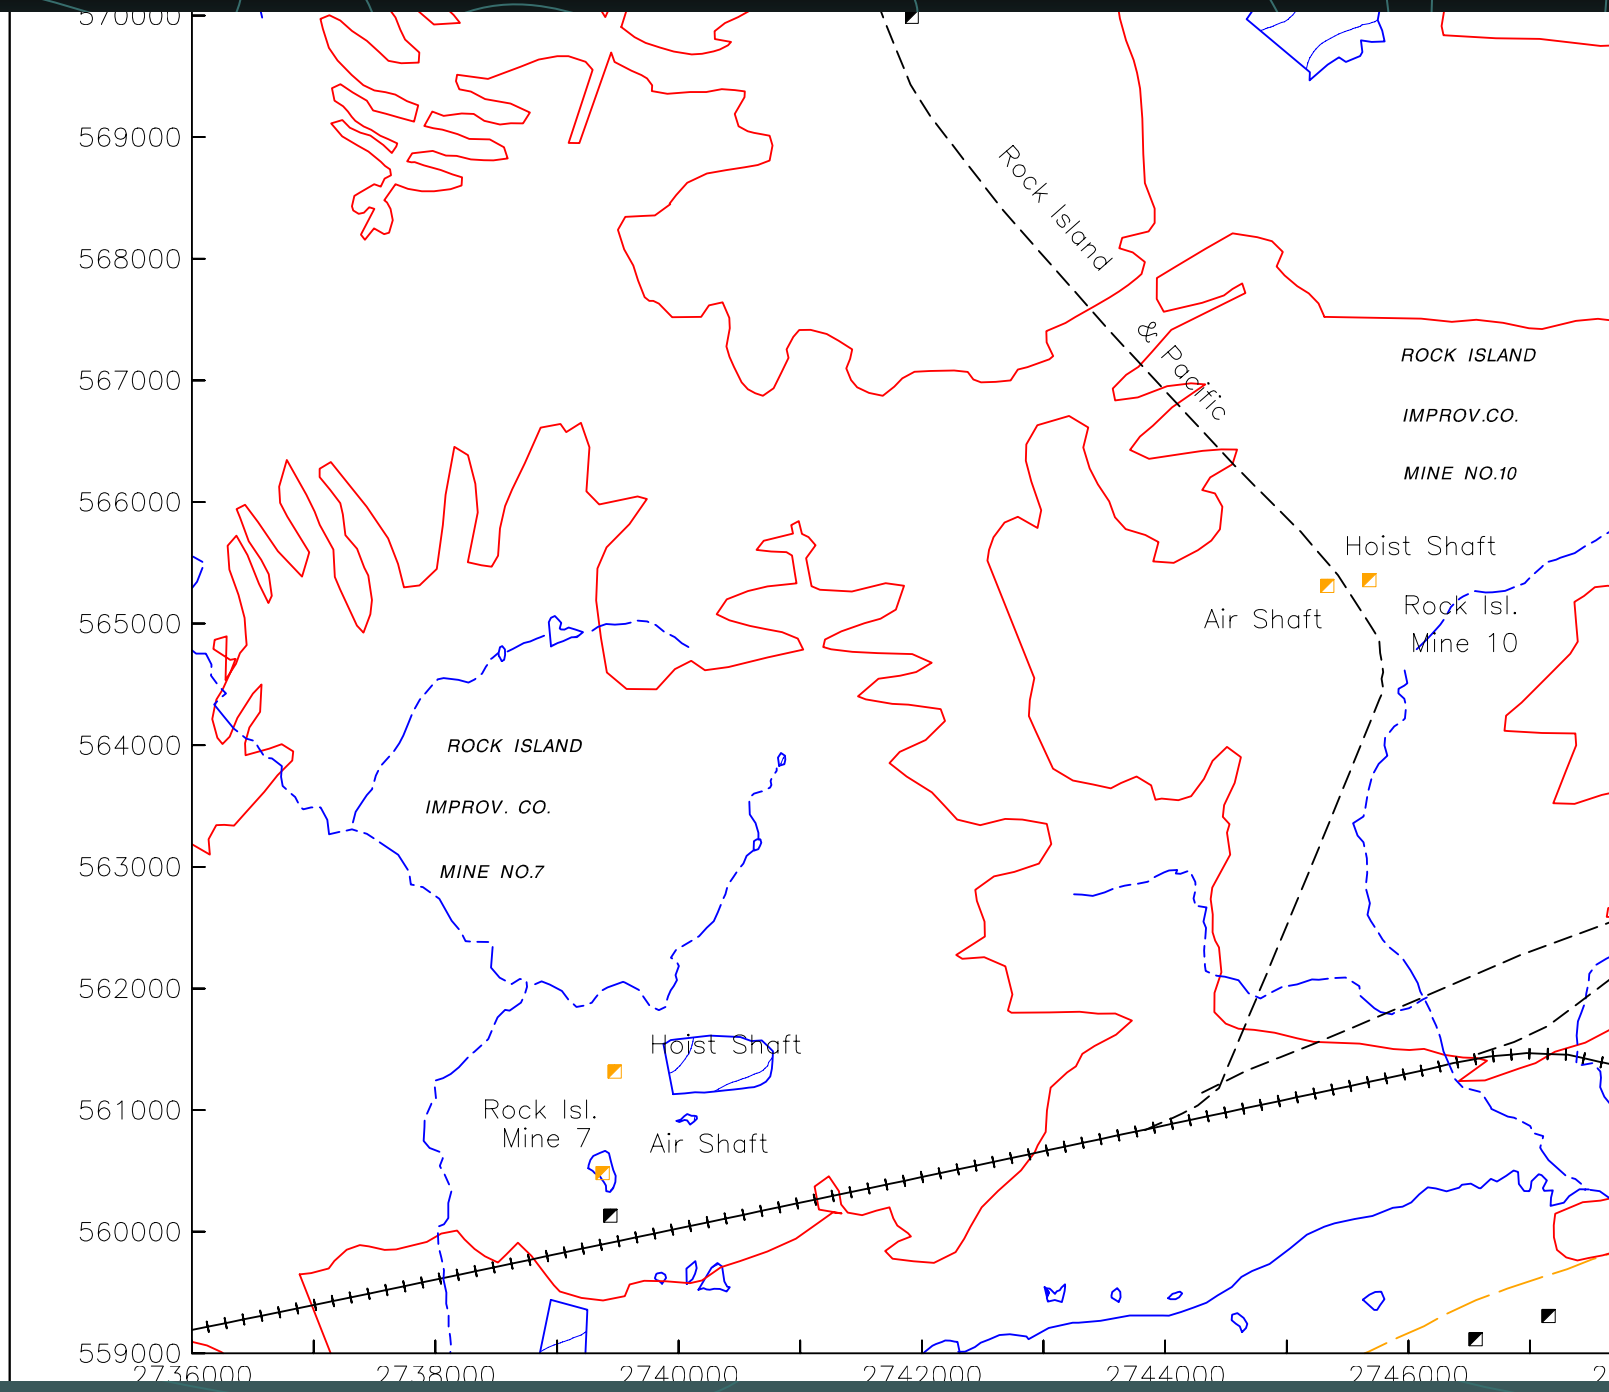 570000
569000
Rock Island
568000
& Pacific
567000
ROCK ISLAND
IMPROV.CO.
MINE NO.10
566000
Hoist Shaft
Air Shaft
Rock Isl.
Mine 10
565000
564000
ROCK ISLAND
IMPROV. CO.
MINE NO.7
563000
562000
Hoist Shaft
561000
Rock Isl.
Mine 7
Air Shaft
560000
559000
2736000 2738000 2740000 2742000 2744000 2746000